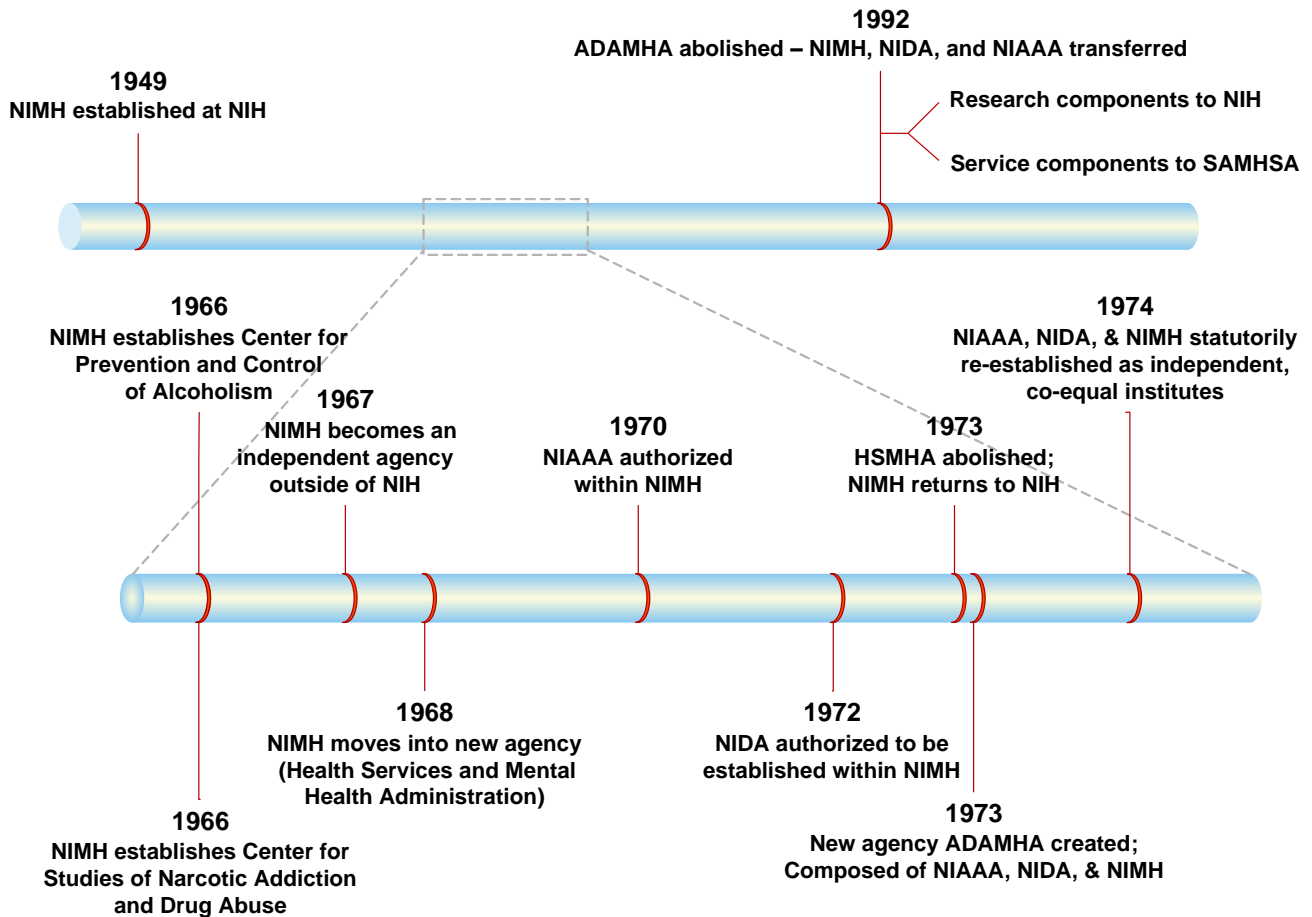 1949
NIMH established at NIH
1992
ADAMHA abolished – NIMH, NIDA, and NIAAA transferred
Research components to NIH
Service components to SAMHSA
1966
NIMH establishes Center for
Prevention and Control
of Alcoholism
1967
NIMH becomes an
independent agency
outside of NIH
1970
NIAAA authorized
within NIMH
1973
HSMHA abolished;
NIMH returns to NIH
1974
NIAAA, NIDA, & NIMH statutorily
re-established as independent,
co-equal institutes
1966
NIMH establishes Center for
Studies of Narcotic Addiction
and Drug Abuse
1968
NIMH moves into new agency
(Health Services and Mental
Health Administration)
1972
NIDA authorized to be
established within NIMH
1973
New agency ADAMHA created;
Composed of NIAAA, NIDA, & NIMH